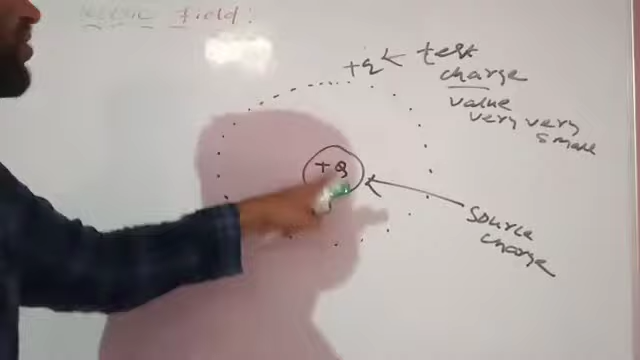 field:
+q
test
charge
value
very very
small
+Q
source
charge